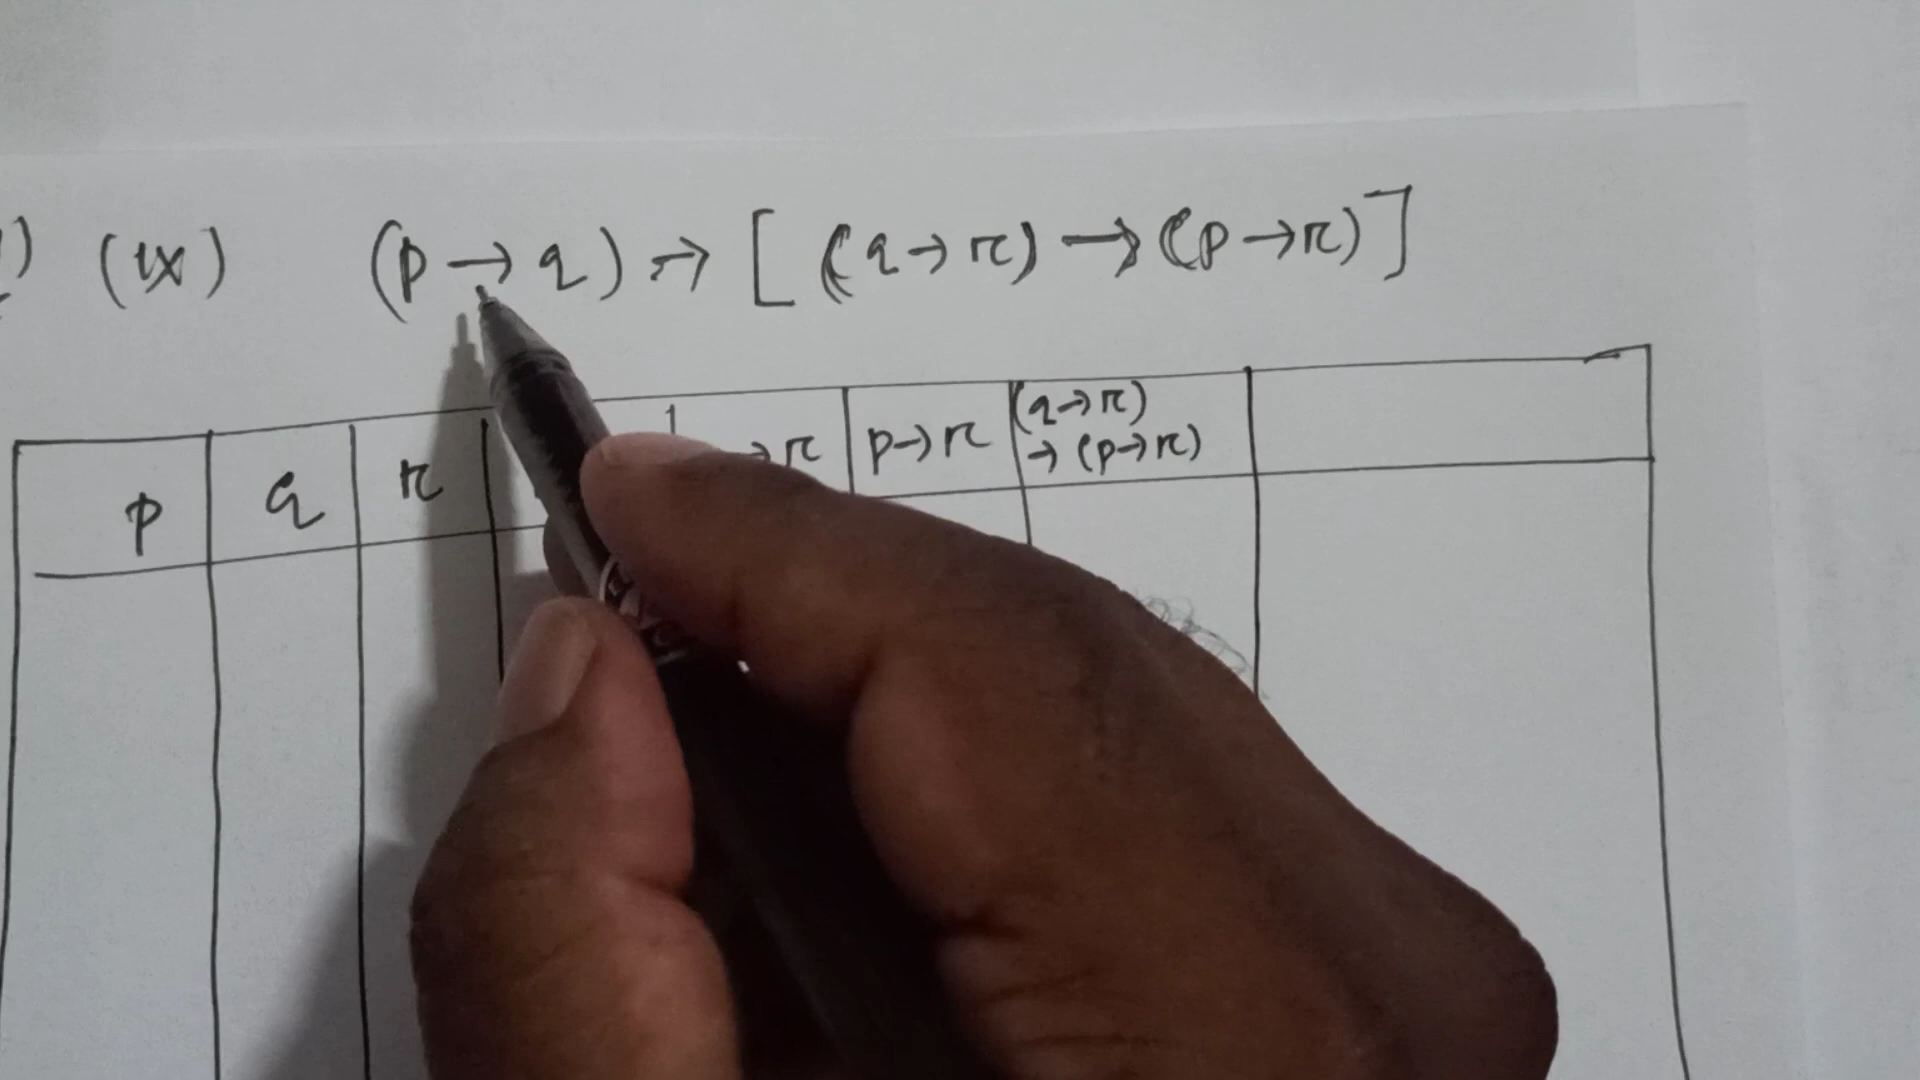 (ix) (p → q) → [(q → r) → (p → r)]
p q r → r p → r (q → r) → (p → r)